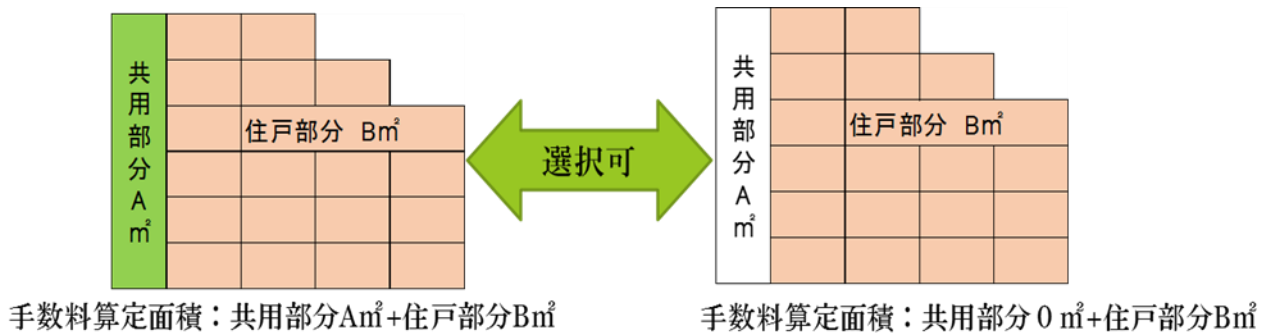 共用部分A㎡
住戸部分 B㎡
選択可
共用部分A㎡
住戸部分 B㎡
手数料算定面積：共用部分A㎡+住戸部分B㎡
手数料算定面積：共用部分０㎡+住戸部分B㎡